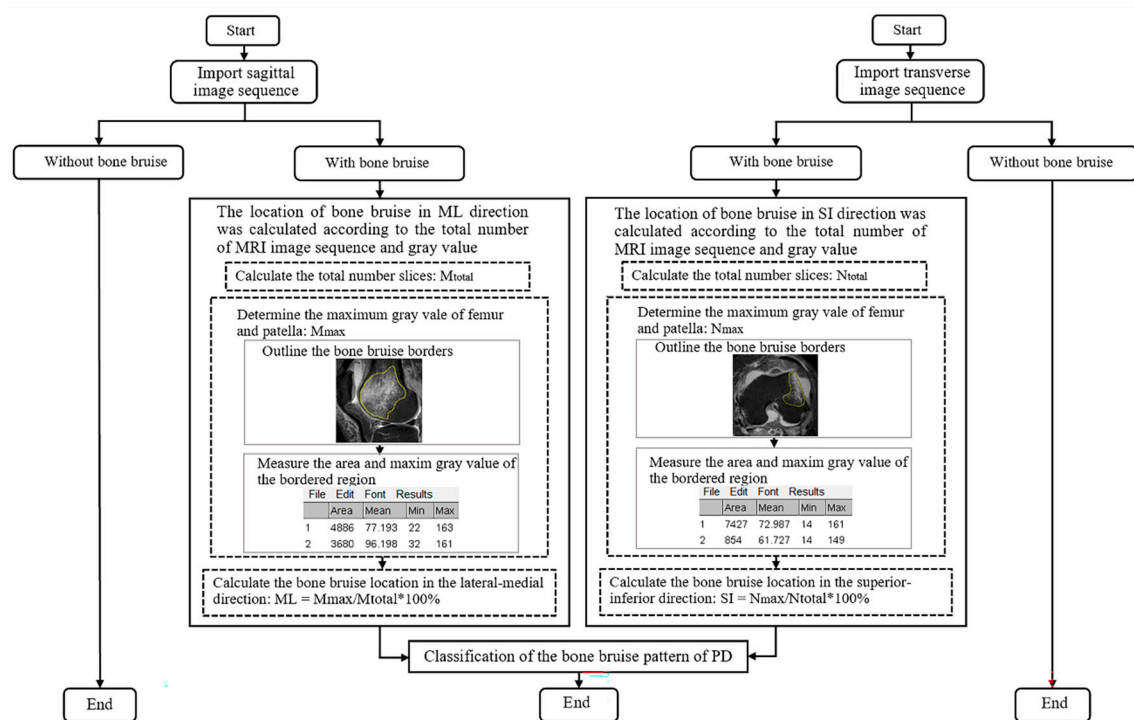 Start
Import sagittal
image sequence
Without bone bruise
With bone bruise
The location of bone bruise in ML direction
was calculated according to the total number
of MRI image sequence and gray value
Calculate the total number slices: Mtotal
Determine the maximum gray vale of femur
and patella: Mmax
Outline the bone bruise borders
Measure the area and maxim gray value of
the bordered region
File Edit Font Results
Area Mean Min Max
1 4886 77.193 22 163
2 3680 96.198 32 161
Calculate the bone bruise location in the lateral-medial
direction: ML = Mmax/Mtotal*100%
Start
Import transverse
image sequence
With bone bruise
Without bone bruise
The location of bone bruise in SI direction was
calculated according to the total number of
MRI image sequence and gray value
Calculate the total number slices: Ntotal
Determine the maximum gray vale of femur
and patella: Nmax
Outline the bone bruise borders
Measure the area and maxim gray value of
the bordered region
File Edit Font Results
Area Mean Min Max
1 7427 72.987 14 161
2 854 61.727 14 149
Calculate the bone bruise location in the superior-
inferior direction: SI = Nmax/Ntotal*100%
Classification of the bone bruise pattern of PD
End
End
End